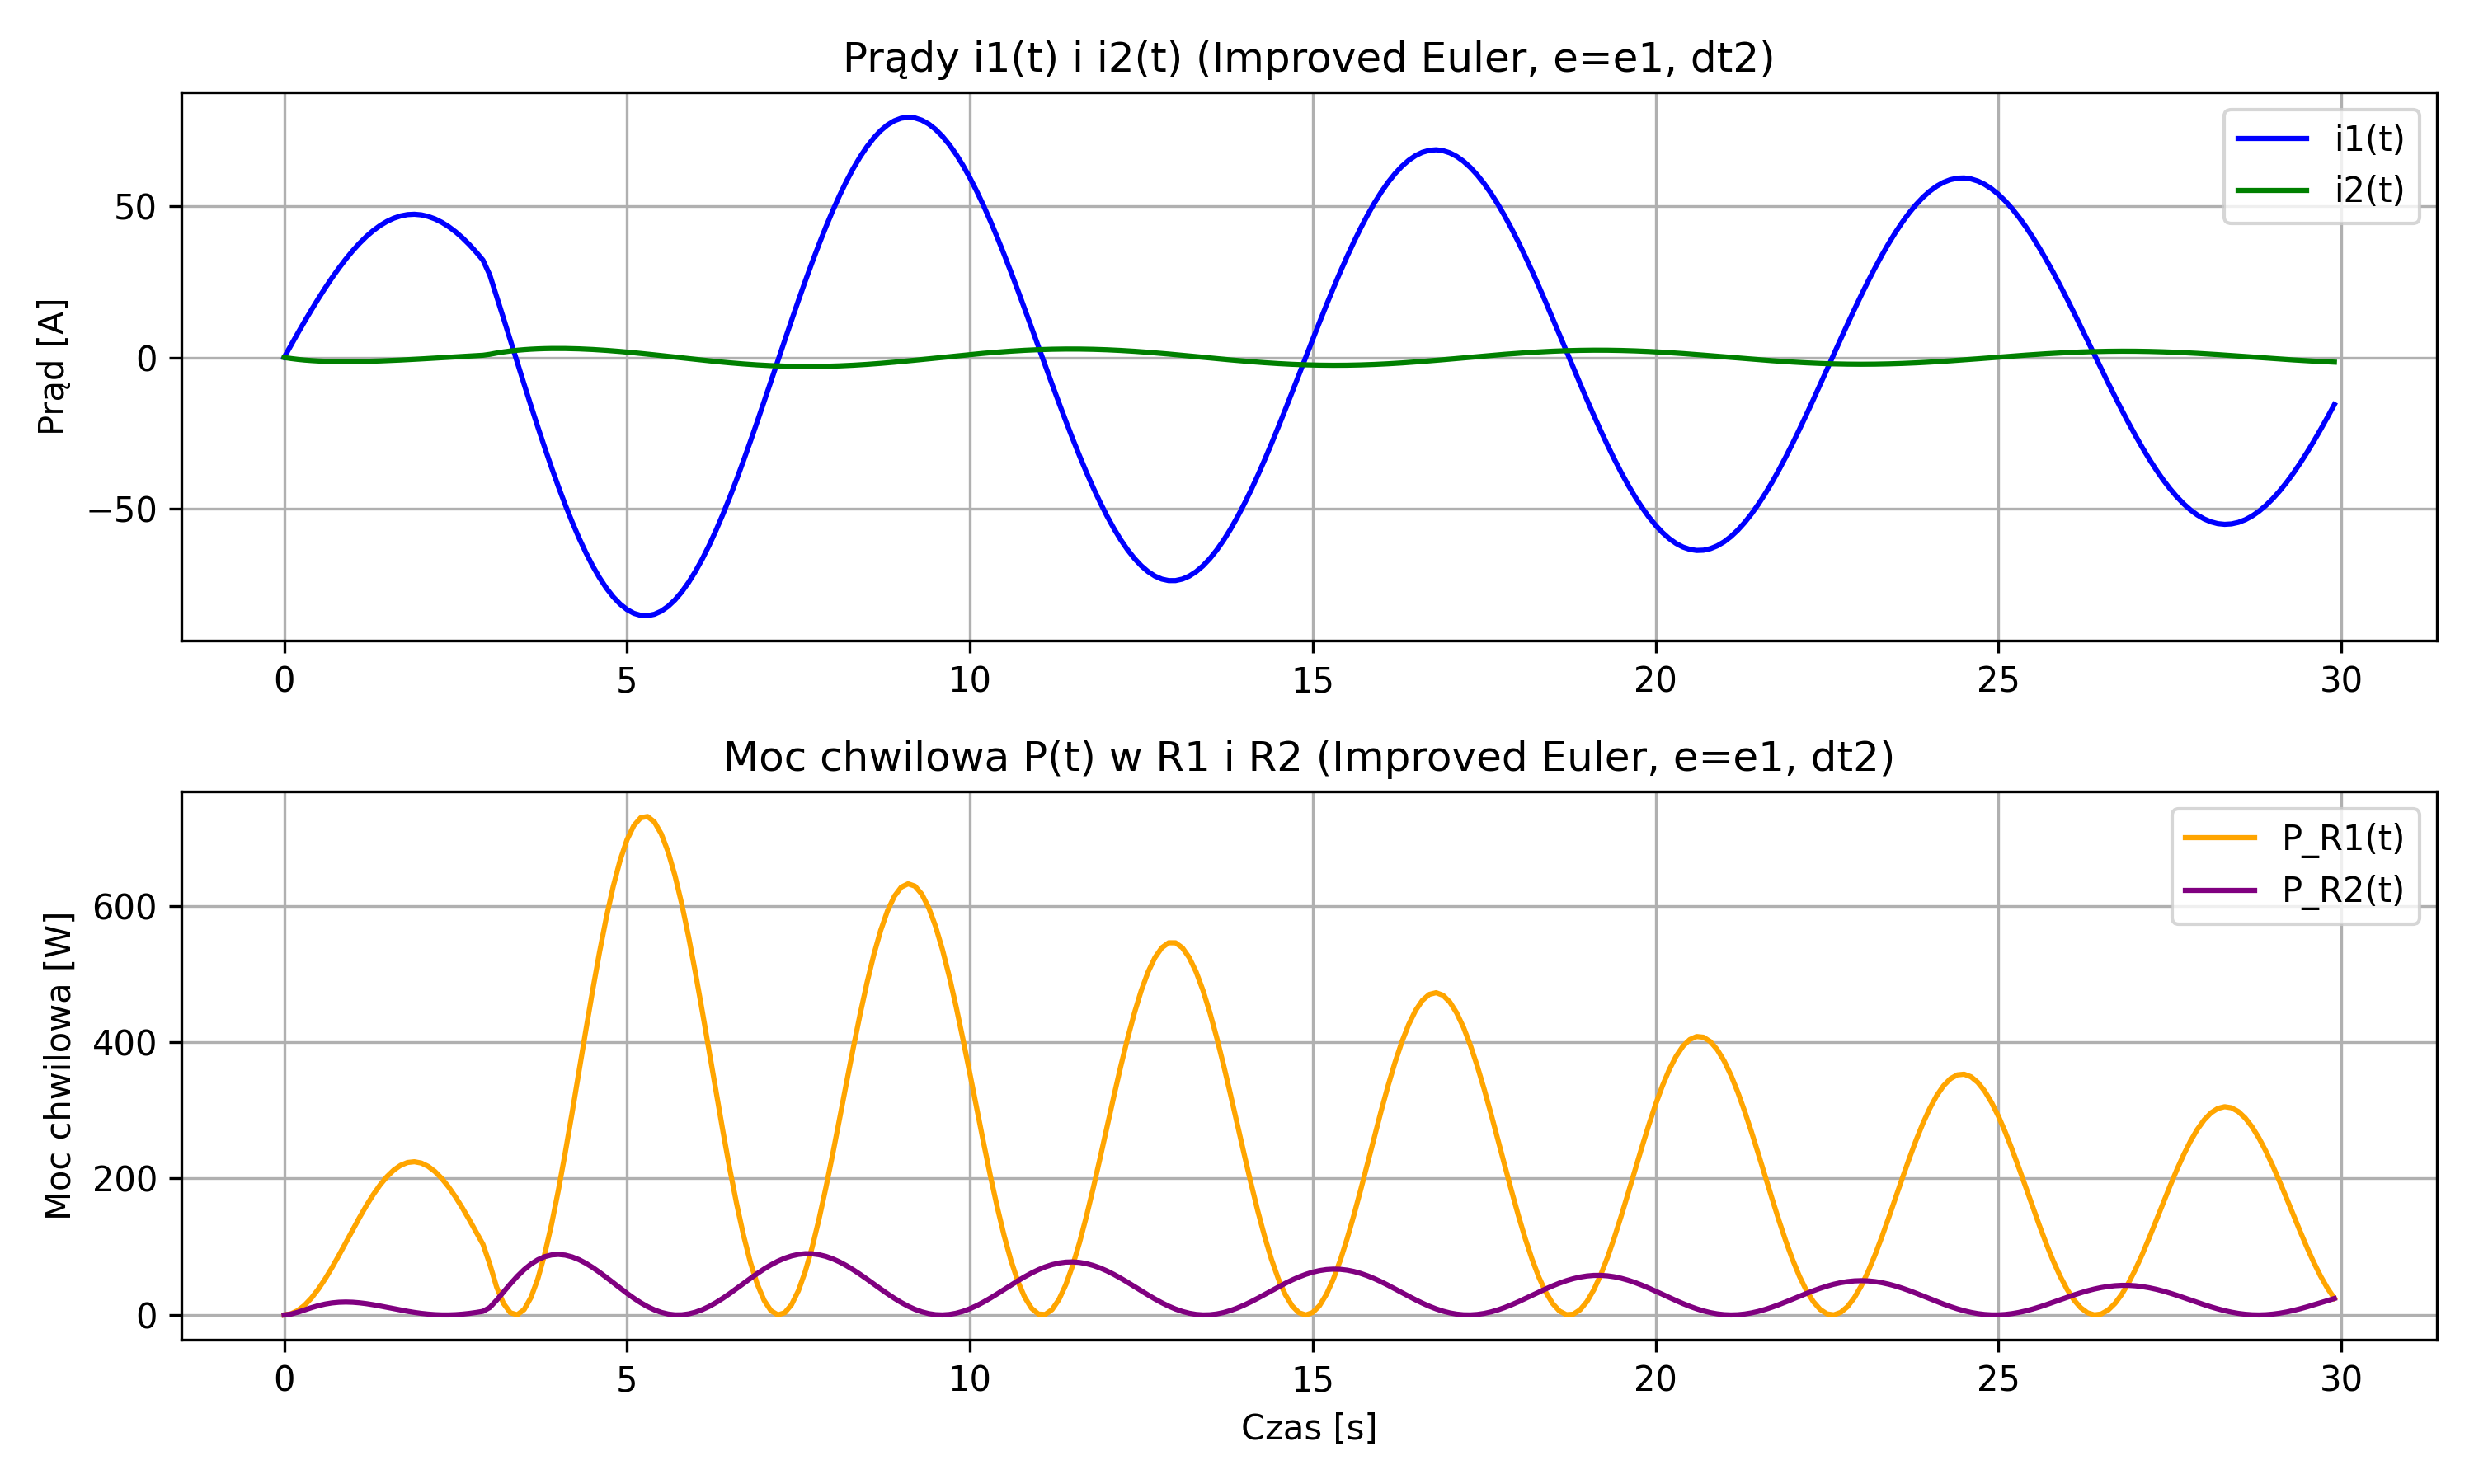 Prądy i1(t) i i2(t) (Improved Euler, e=e1, dt2)
Prąd [A]
50
0
−50
i1(t)
i2(t)
0 5 10 15 20 25 30
Moc chwilowa P(t) w R1 i R2 (Improved Euler, e=e1, dt2)
Moc chwilowa [W]
600
400
200
0
P_R1(t)
P_R2(t)
0 5 10 15 20 25 30
Czas [s]